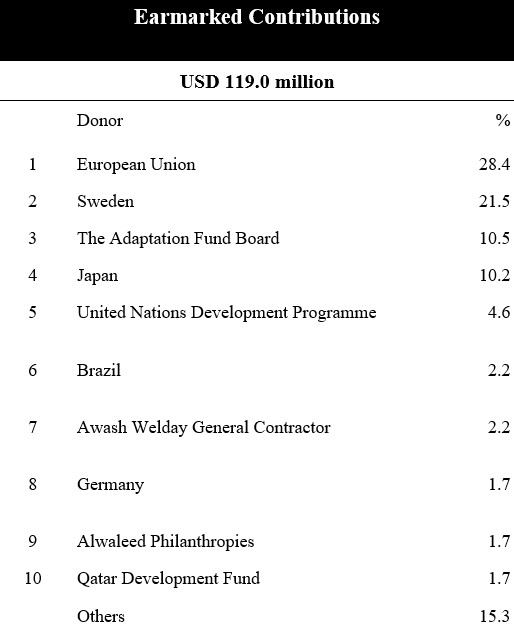 Earmarked Contributions
USD 119.0 million
Donor %
1 European Union 28.4
2 Sweden 21.5
3 The Adaptation Fund Board 10.5
4 Japan 10.2
5 United Nations Development Programme 4.6
6 Brazil 2.2
7 Awash Welday General Contractor 2.2
8 Germany 1.7
9 Alwaleed Philanthropies 1.7
10 Qatar Development Fund 1.7
Others 15.3